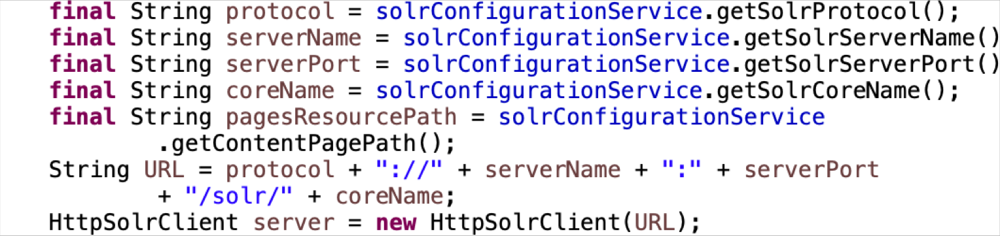 final String protocol = solrConfigurationService.getSolrProtocol();
final String serverName = solrConfigurationService.getSolrServerName()
final String serverPort = solrConfigurationService.getSolrServerPort()
final String coreName = solrConfigurationService.getSolrCoreName();
final String pagesResourcePath = solrConfigurationService
.getContentPagePath();
String URL = protocol + "://" + serverName + ":" + serverPort
+ "/solr/" + coreName;
HttpSolrClient server = new HttpSolrClient(URL);